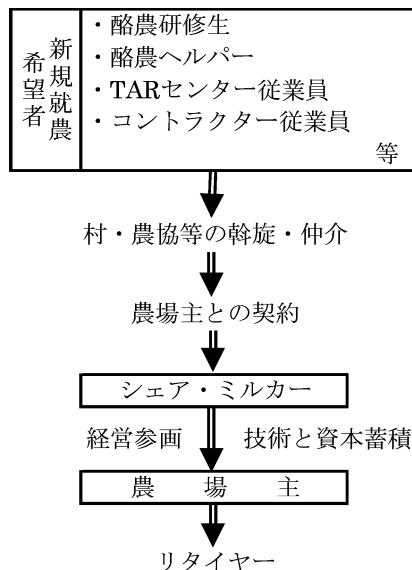 新規就農
希望者
・酪農研修生
・酪農ヘルパー
・TARセンター従業員
・コントラクター従業員
等
村・農協等の斡旋・仲介
農場主との契約
シェア・ミルカー
経営参画 技術と資本蓄積
農 場 主
リタイヤー